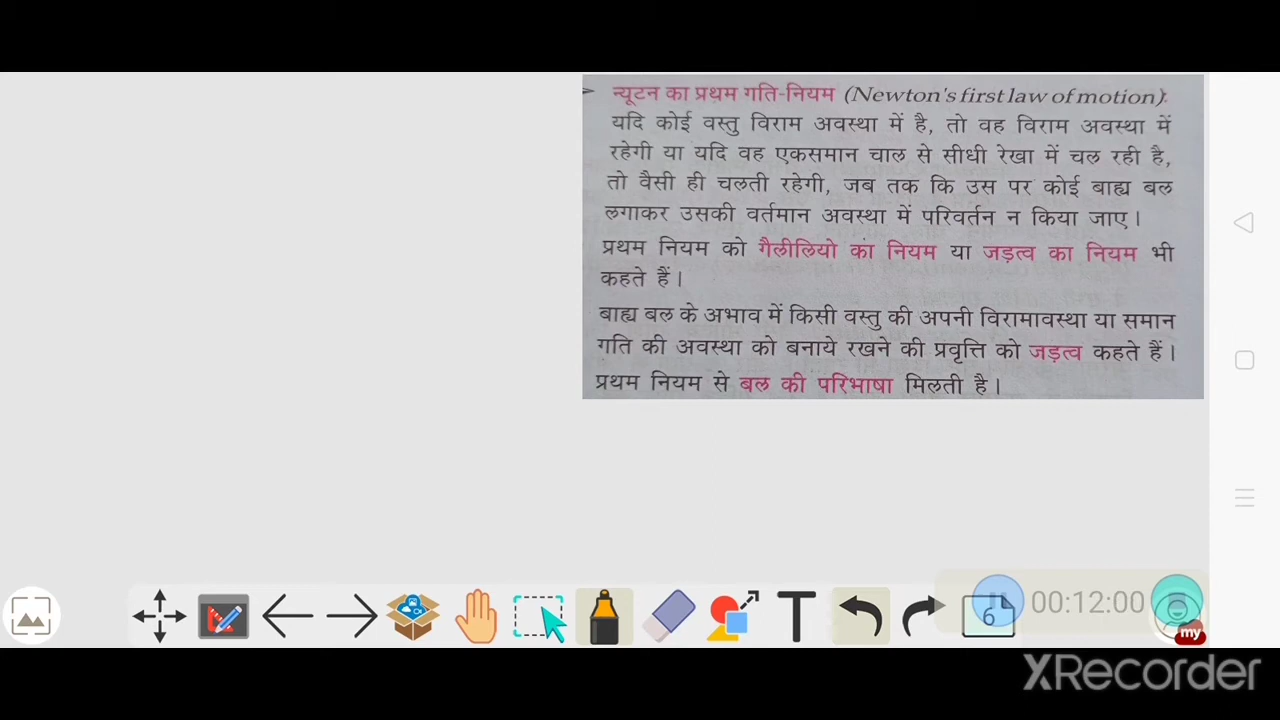 न्यूटन का प्रथम गति-नियम (Newton's first law of motion):
यदि कोई वस्तु विराम अवस्था में है, तो वह विराम अवस्था में
रहेगी या यदि वह एकसमान चाल से सीधी रेखा में चल रही है,
तो वैसी ही चलती रहेगी, जब तक कि उस पर कोई बाह्य बल
लगाकर उसकी वर्तमान अवस्था में परिवर्तन न किया जाए।
प्रथम नियम को गैलीलियो का नियम या जड़त्व का नियम भी
कहते हैं।
बाह्य बल के अभाव में किसी वस्तु की अपनी विरामावस्था या समान
गति की अवस्था को बनाये रखने की प्रवृत्ति को जड़त्व कहते हैं।
प्रथम नियम से बल की परिभाषा मिलती है।
T
6
00:12:00
my
XRecorder